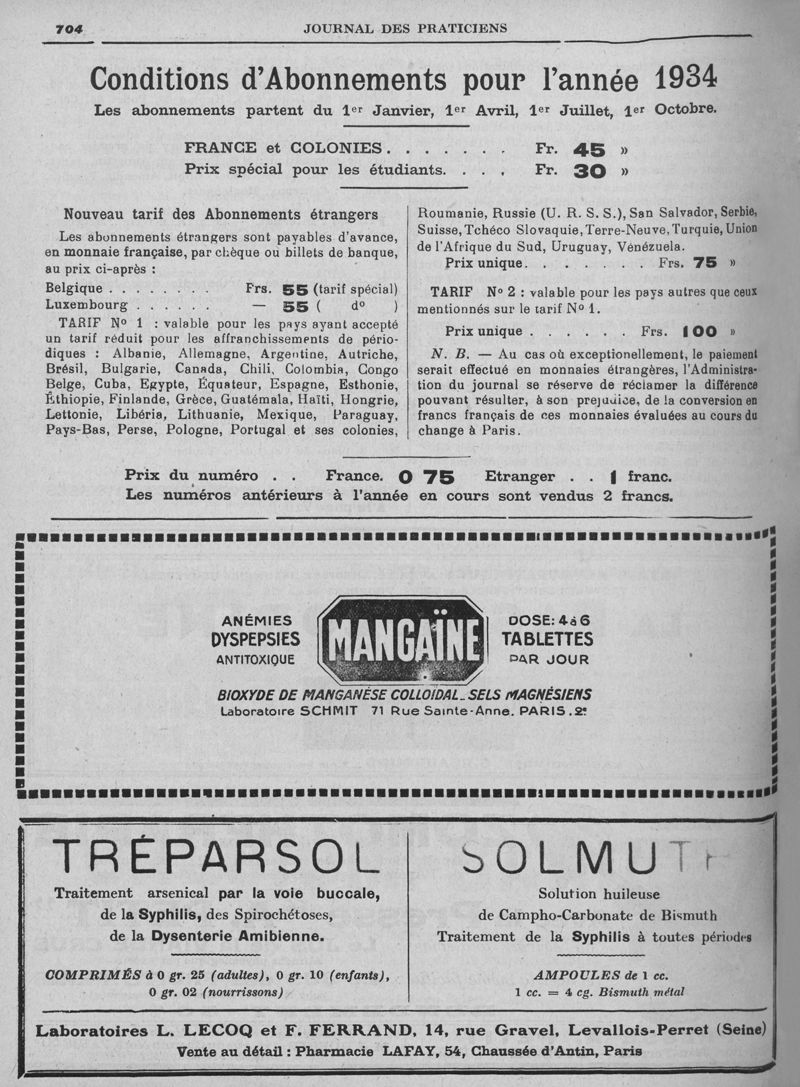 704
JOURNAL DES PRATICIENS
Conditions d'Abonnements pour l'année 1934
Les abonnements partent du 1er Janvier, 1er Avril, 1er Juillet, 1er Octobre.
FRANCE et COLONIES. . . . . . . Fr. 45 »
Prix spécial pour les étudiants. . . . Fr. 30 »
Nouveau tarif des Abonnements étrangers
Les abonnements étrangers sont payables d'avance,
en monnaie française, par chèque ou billets de banque,
au prix ci-après :
Belgique . . . . . . . . Frs. 55 (tarif spécial)
Luxembourg . . . . . . — 55 ( d° )
TARIF N° 1 : valable pour les pays ayant accepté
un tarif réduit pour les affranchissements de pério-
diques : Albanie, Allemagne, Argentine, Autriche,
Brésil, Bulgarie, Canada, Chili, Colombia, Congo
Belge, Cuba, Egypte, Équateur, Espagne, Esthonie,
Éthiopie, Finlande, Grèce, Guatémala, Haïti, Hongrie,
Lettonie, Libéria, Lithuanie, Mexique, Paraguay,
Pays-Bas, Perse, Pologne, Portugal et ses colonies,
Roumanie, Russie (U. R. S. S.), San Salvador, Serbie,
Suisse, Tchéco Slovaquie, Terre-Neuve, Turquie, Union
de l'Afrique du Sud, Uruguay, Vénézuela.
Prix unique. . . . . . . . Frs. 75 »
TARIF N° 2 : valable pour les pays autres que ceux
mentionnés sur le tarif N° 1.
Prix unique . . . . . . Frs. 100 »
N. B. — Au cas où exceptionellement, le paiement
serait effectué en monnaies étrangères, l'Administra-
tion du journal se réserve de réclamer la différence
pouvant résulter, à son prejudice, de la conversion en
francs français de ces monnaies évaluées au cours du
change à Paris.
Prix du numéro . . France. 0 75 Etranger . . 1 franc.
Les numéros antérieurs à l'année en cours sont vendus 2 francs.
ANÉMIES
DYSPEPSIES
ANTITOXIQUE
MANGAÏNE
DOSE: 4 à 6
TABLETTES
PAR JOUR
BIOXYDE DE MANGANÈSE COLLOÏDAL_SELS MAGNÉSIENS
Laboratoire SCHMIT 71 Rue Sainte-Anne. PARIS. 2e
TRÉPARSOL
Traitement arsenical par la voie buccale,
de la Syphilis, des Spirochétoses,
de la Dysenterie Amibienne.
COMPRIMÉS à 0 gr. 25 (adultes), 0 gr. 10 (enfants),
0 gr. 02 (nourrissons)
SOLMUTH
Solution huileuse
de Campho-Carbonate de Bismuth
Traitement de la Syphilis à toutes périodes
AMPOULES de 1 cc.
1 cc. = 4 cg. Bismuth métal
Laboratoires L. LECOQ et F. FERRAND, 14, rue Gravel, Levallois-Perret (Seine)
Vente au détail : Pharmacie LAFAY, 54, Chaussée d'Antin, Paris